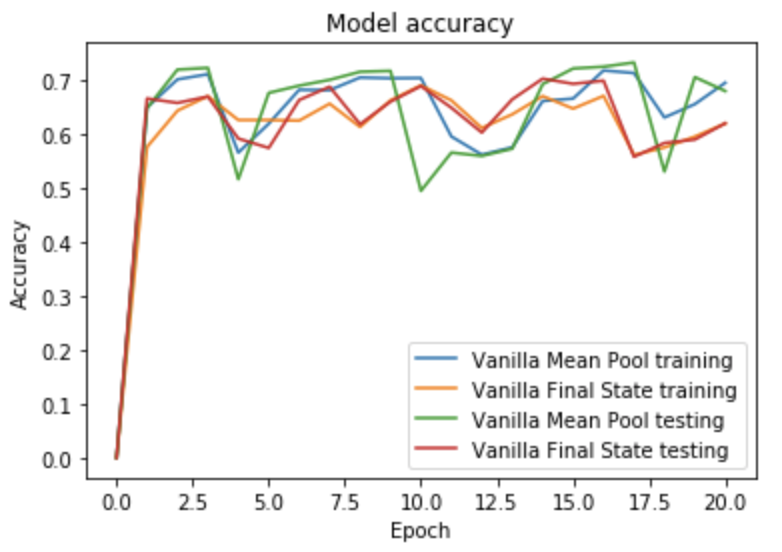 Model accuracy
0.7
0.6
0.5
0.4
0.3
0.2
0.1
0.0
Accuracy
Vanilla Mean Pool training
Vanilla Final State training
Vanilla Mean Pool testing
Vanilla Final State testing
0.0 2.5 5.0 7.5 10.0 12.5 15.0 17.5 20.0
Epoch